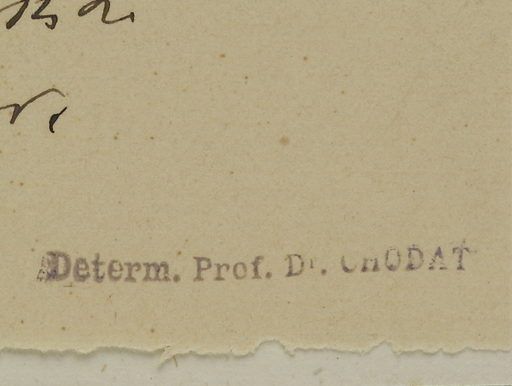 Determ. Prof. Dr. CHODAT